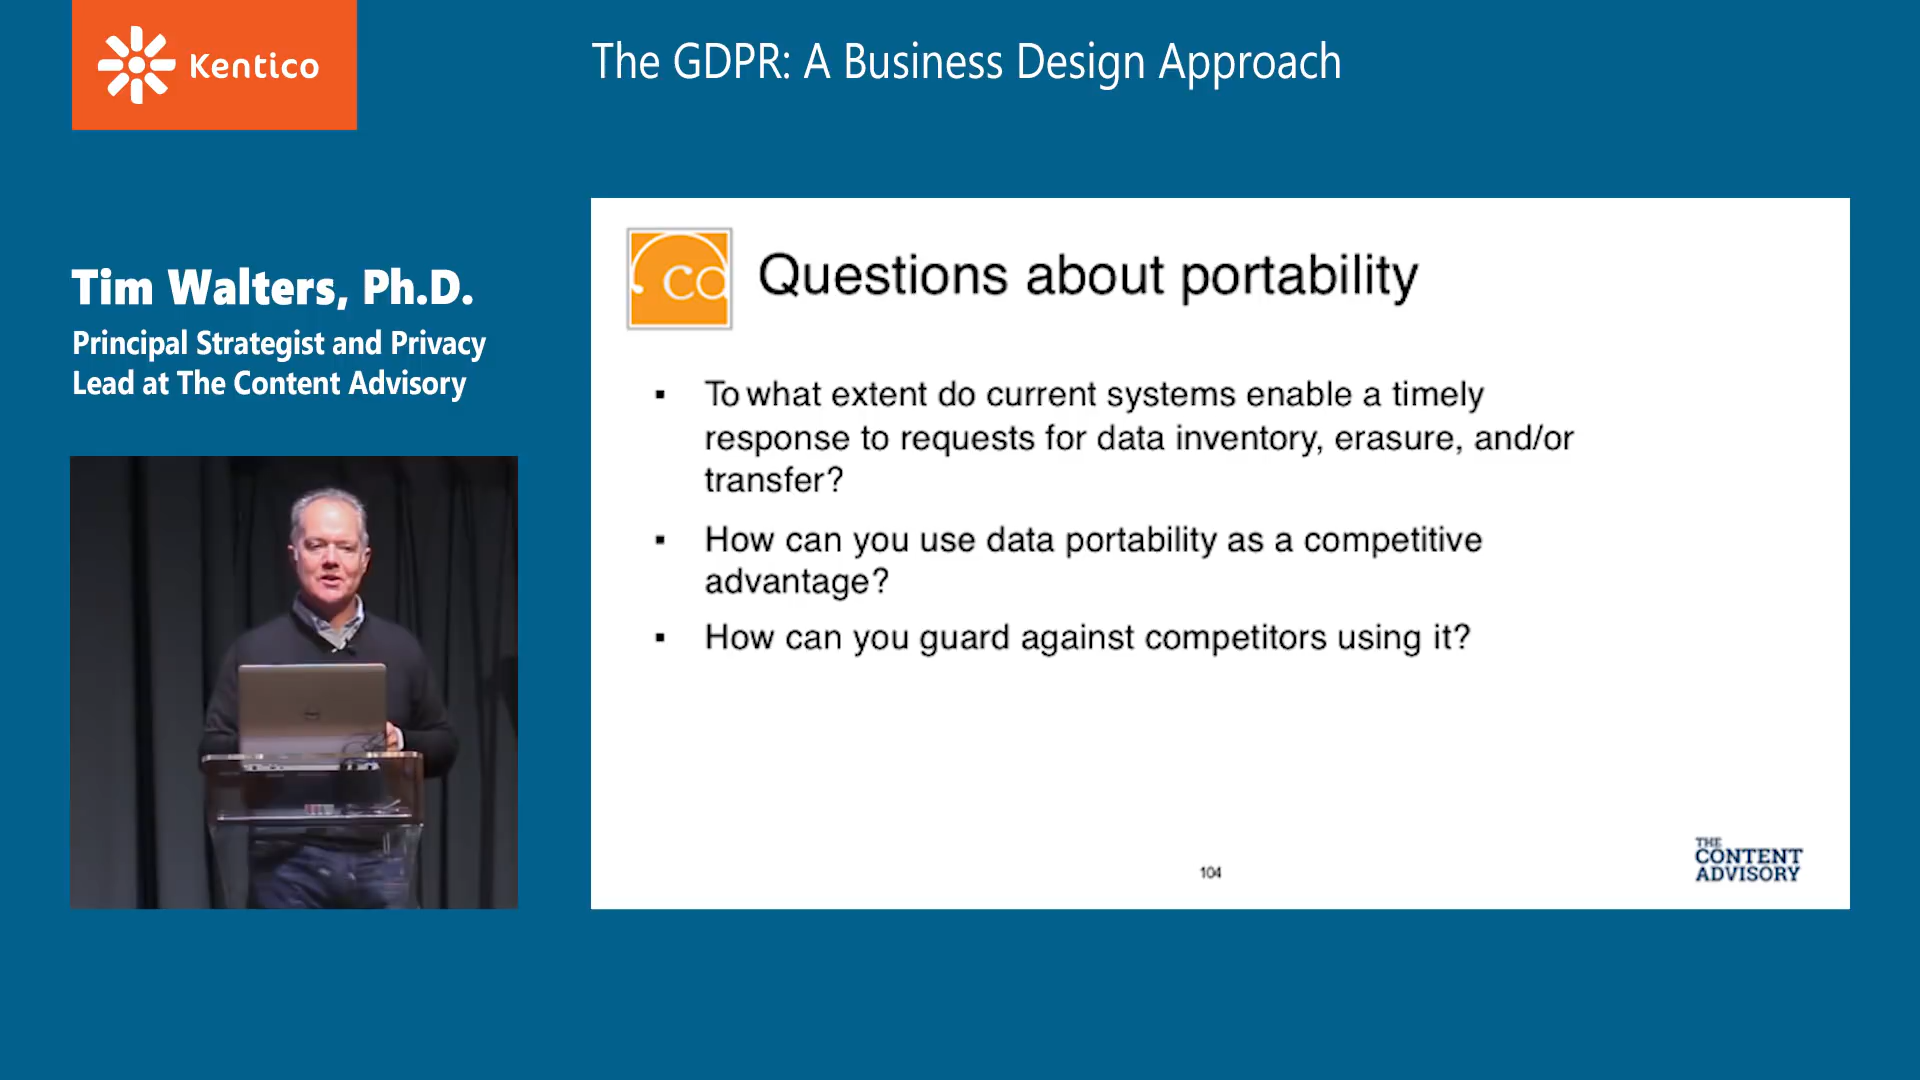 Kentico
The GDPR: A Business Design Approach
Tim Walters, Ph.D.
Principal Strategist and Privacy
Lead at The Content Advisory
Questions about portability
▪ To what extent do current systems enable a timely
response to requests for data inventory, erasure, and/or
transfer?
▪ How can you use data portability as a competitive
advantage?
▪ How can you guard against competitors using it?
104
THE
CONTENT
ADVISORY